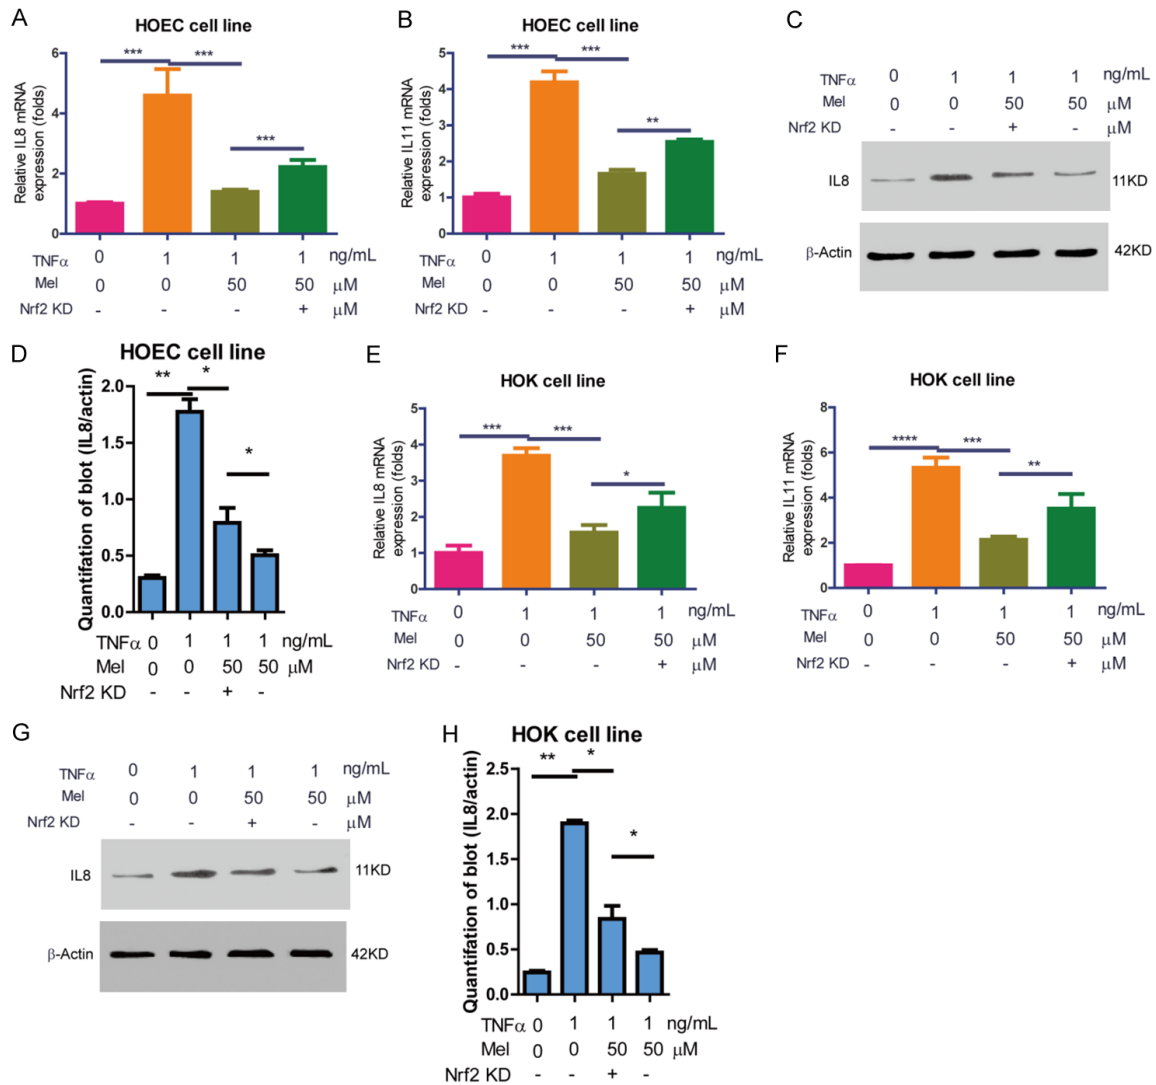 A
HOEC cell line
Relative IL8 mRNA
expression (folds)
6
4
2
0
*** *** ***
TNFα 0 1 1 1 ng/mL
Mel 0 0 50 50 μM
Nrf2 KD - - - + μM
B
HOEC cell line
Relative IL11 mRNA
expression (folds)
5
4
3
2
1
0
*** *** **
TNFα 0 1 1 1 ng/mL
Mel 0 0 50 50 μM
Nrf2 KD - - - + μM
C
TNFα 0 1 1 1 ng/mL
Mel 0 0 50 50 μM
Nrf2 KD - - + - μM
IL8 11KD
β-Actin 42KD
D
HOEC cell line
Quantifation of blot (IL8/actin)
2.0
1.5
1.0
0.5
0.0
** * *
TNFα 0 1 1 1 ng/mL
Mel 0 0 50 50 μM
Nrf2 KD - - + -
E
HOK cell line
Relative IL8 mRNA
expression (folds)
5
4
3
2
1
0
*** *** *
TNFα 0 1 1 1 ng/mL
Mel 0 0 50 50 μM
Nrf2 KD - - - + μM
F
HOK cell line
Relative IL11 mRNA
expression (folds)
8
6
4
2
0
**** *** **
TNFα 0 1 1 1 ng/mL
Mel 0 0 50 50 μM
Nrf2 KD - - - + μM
G
TNFα 0 1 1 1 ng/mL
Mel 0 0 50 50 μM
Nrf2 KD - - + - μM
IL8 11KD
β-Actin 42KD
H
HOK cell line
Quantifation of blot (IL8/actin)
2.5
2.0
1.5
1.0
0.5
0.0
** * *
TNFα 0 1 1 1 ng/mL
Mel 0 0 50 50 μM
Nrf2 KD - - + -